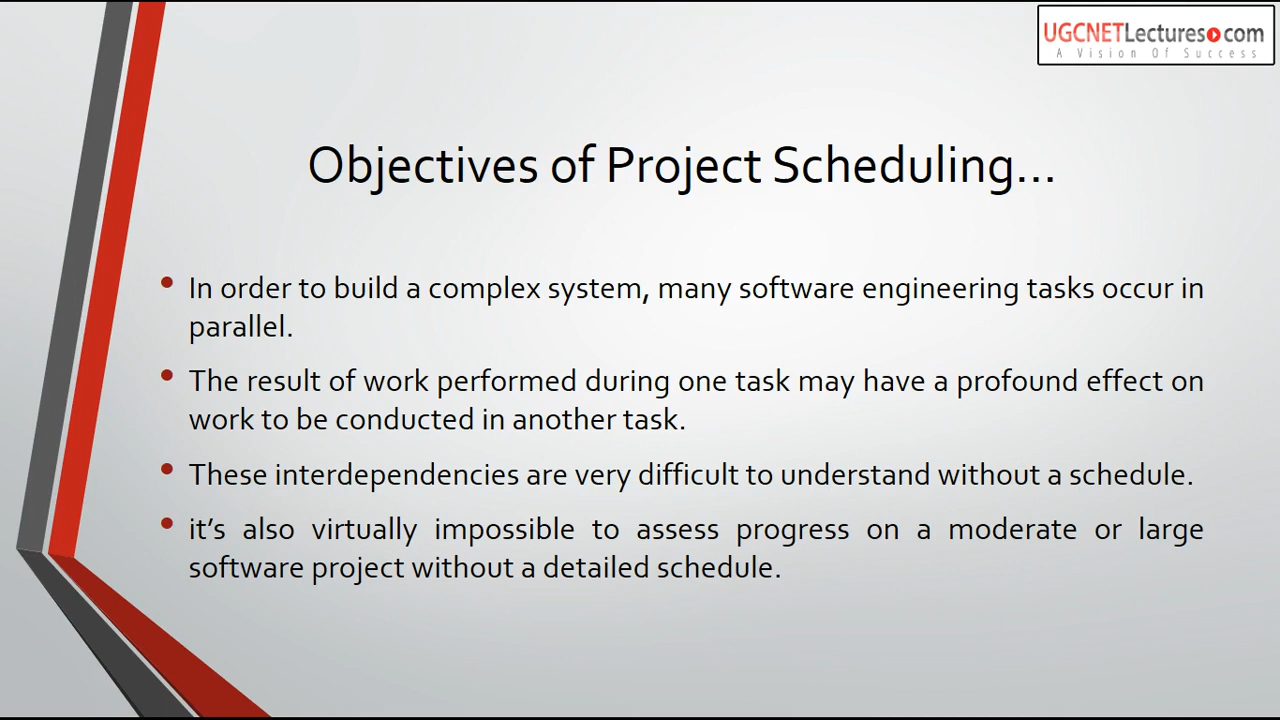 UGCNETLectures.com
A Vision Of Success
Objectives of Project Scheduling...
• In order to build a complex system, many software engineering tasks occur in
parallel.
• The result of work performed during one task may have a profound effect on
work to be conducted in another task.
• These interdependencies are very difficult to understand without a schedule.
• it’s also virtually impossible to assess progress on a moderate or large
software project without a detailed schedule.